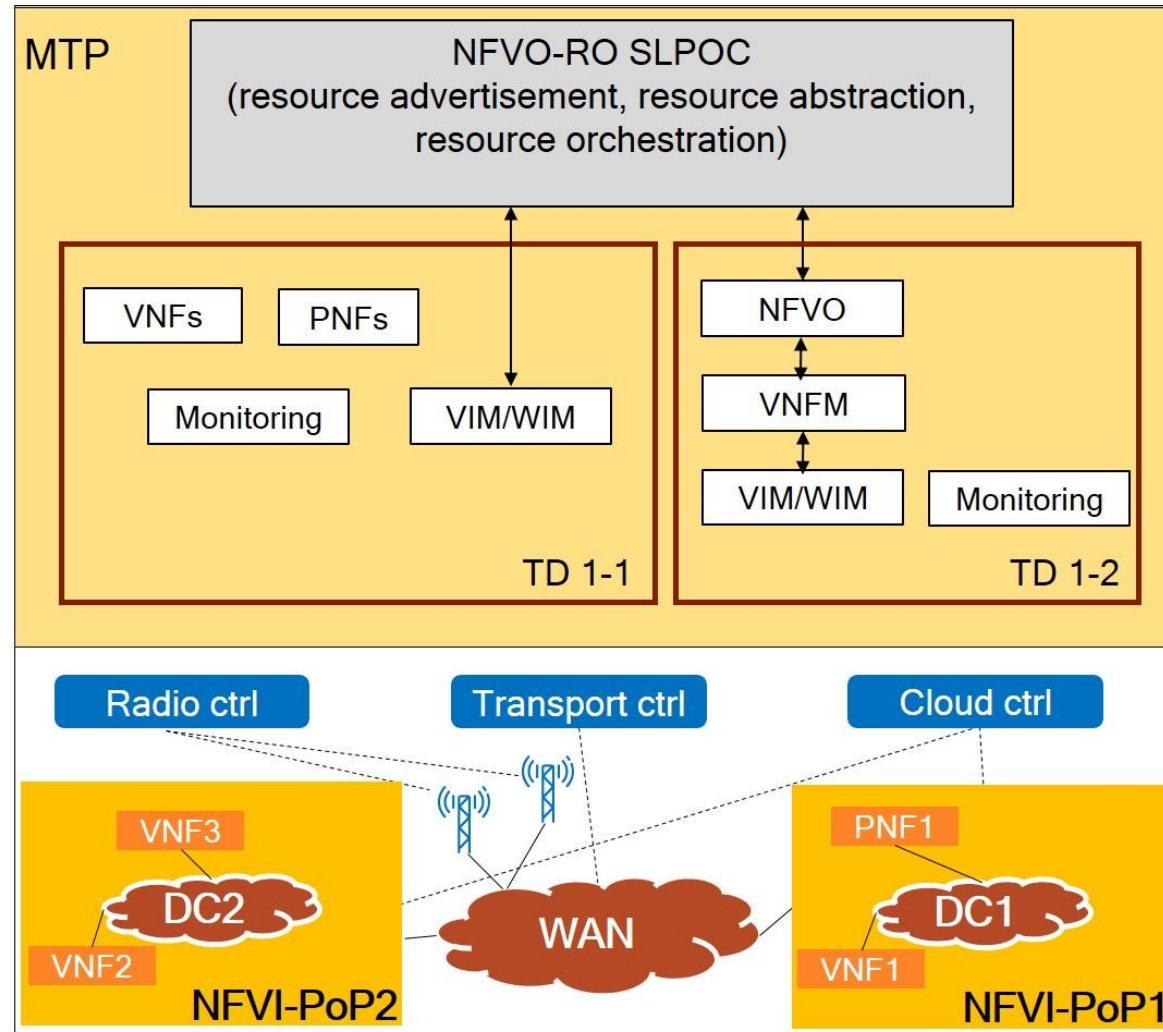 MTP
NFVO-RO SLPOC
(resource advertisement, resource abstraction,
resource orchestration)
VNFs
PNFs
Monitoring
VIM/WIM
TD 1-1
NFVO
VNFM
VIM/WIM
Monitoring
TD 1-2
Radio ctrl
Transport ctrl
Cloud ctrl
VNF3
DC2
VNF2
NFVI-PoP2
WAN
PNF1
DC1
VNF1
NFVI-PoP1